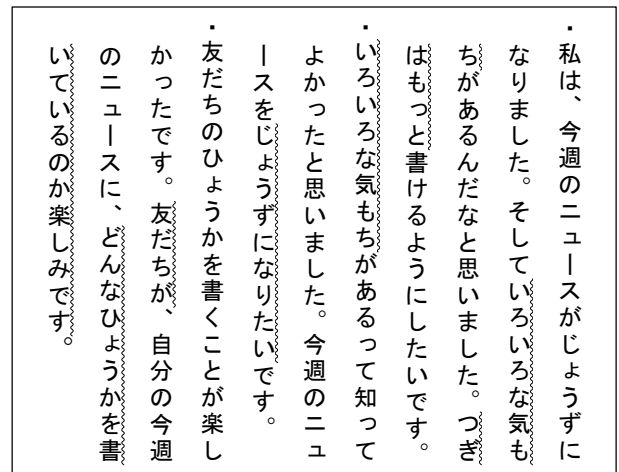 ・私は、今週のニュースがじょうずに
なりました。そしていろいろな気も
ちがあるんだなと思いました。つぎ
はもっと書けるようにしたいです。
・いろいろな気もちがあるって知って
よかったと思いました。今週のニュ
ースをじょうずになりたいです。
・友だちのひょうかを書くことが楽し
かったです。友だちが、自分の今週
のニュースに、どんなひょうかを書
いているのか楽しみです。